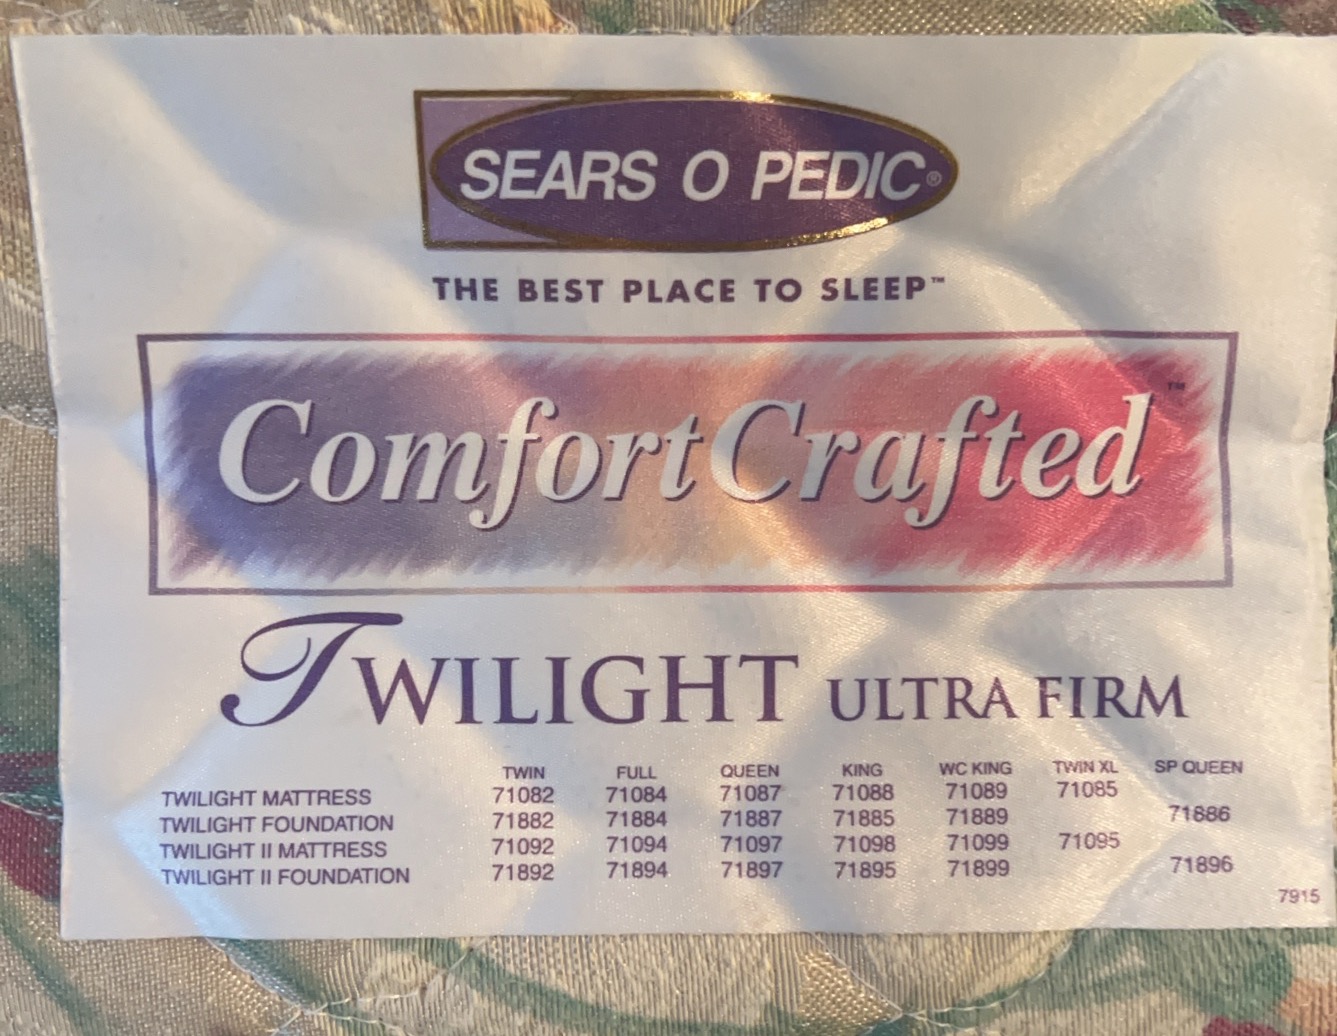 SEARS O PEDIC®
THE BEST PLACE TO SLEEP™
ComfortCrafted™
TWILIGHT ULTRA FIRM
TWIN FULL QUEEN KING WC KING TWIN XL SP QUEEN
TWILIGHT MATTRESS 71082 71084 71087 71088 71089 71085
TWILIGHT FOUNDATION 71882 71884 71887 71885 71889 71886
TWILIGHT II MATTRESS 71092 71094 71097 71098 71099 71095
TWILIGHT II FOUNDATION 71892 71894 71897 71895 71899 71896
7915